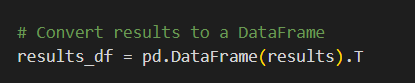 # Convert results to a DataFrame
results_df = pd.DataFrame(results).T